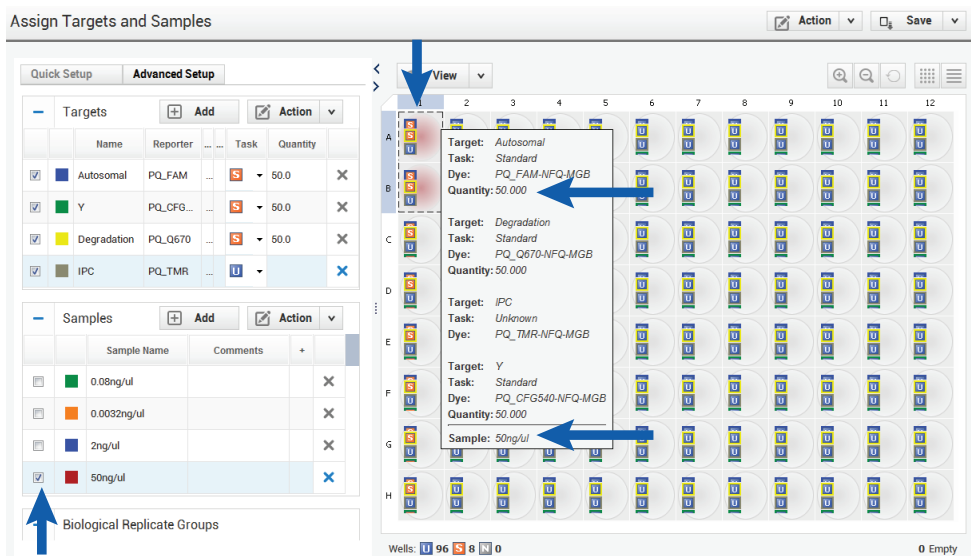 Assign Targets and Samples
Action
Save
Quick Setup
Advanced Setup
View
Targets
Add
Action
Name Reporter ... ... Task Quantity
Autosomal PQ_FAM ... S 50.0
Y PQ_CFG... ... S 50.0
Degradation PQ_Q670 ... S 50.0
IPC PQ_TMR ... U
Samples
Add
Action
Sample Name Comments +
0.08ng/ul
0.0032ng/ul
2ng/ul
50ng/ul
Biological Replicate Groups
1 2 3 4 5 6 7 8 9 10 11 12
A
B
C
D
E
F
G
H
Target: Autosomal
Task: Standard
Dye: PQ_FAM-NFQ-MGB
Quantity: 50.000
Target: Degradation
Task: Standard
Dye: PQ_Q670-NFQ-MGB
Quantity: 50.000
Target: IPC
Task: Unknown
Dye: PQ_TMR-NFQ-MGB
Target: Y
Task: Standard
Dye: PQ_CFG540-NFQ-MGB
Quantity: 50.000
Sample: 50ng/ul
Wells: U 96 S 8 N 0
0 Empty